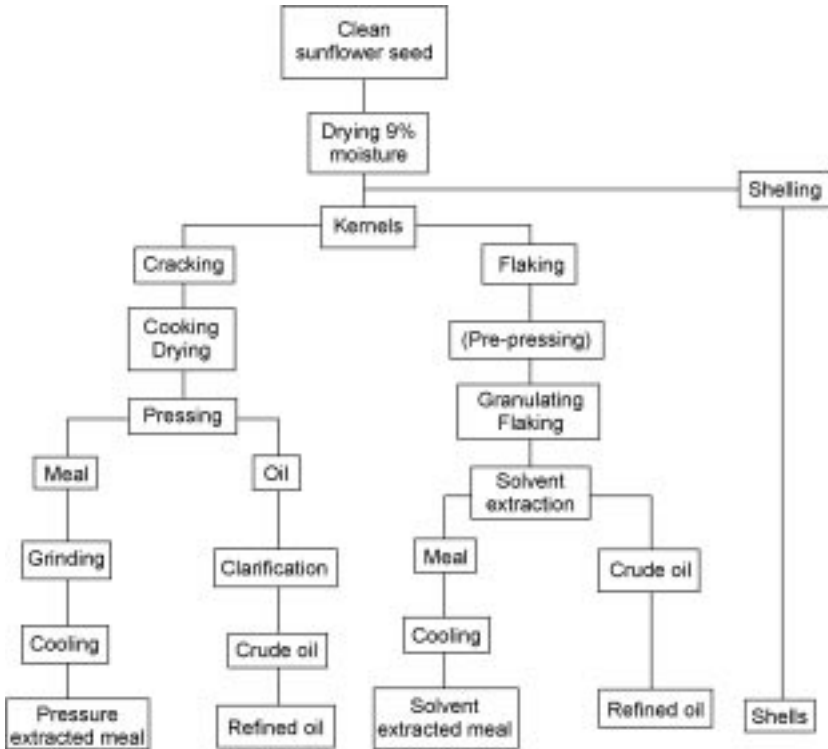 Clean
sunflower seed
Drying 9%
moisture
Shelling
Kernels
Cracking
Flaking
Cooking
Drying
(Pre-pressing)
Granulating
Flaking
Pressing
Meal
Oil
Solvent
extraction
Grinding
Clarification
Meal
Crude oil
Cooling
Crude oil
Cooling
Pressure
extracted meal
Refined oil
Solvent
extracted meal
Refined oil
Shells